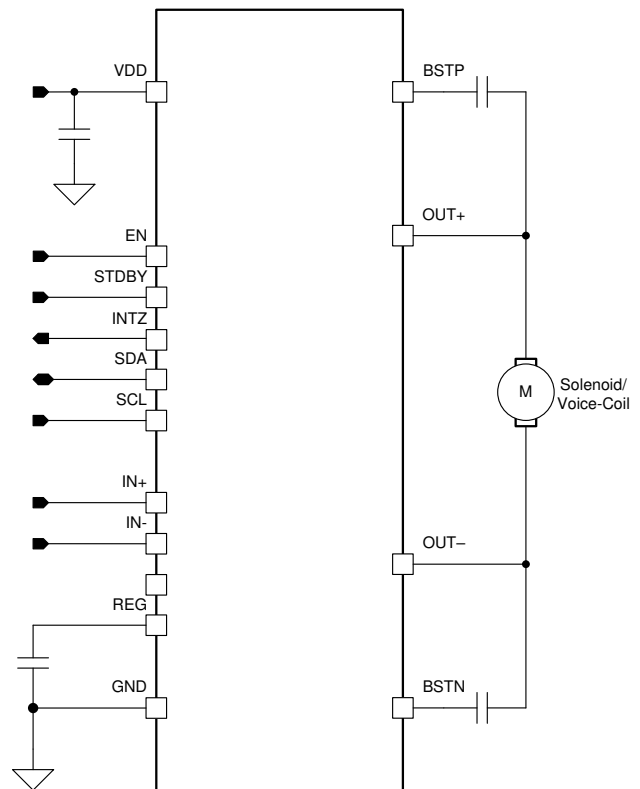 VDD
BSTP
OUT+
EN
STDBY
INTZ
SDA
SCL
M
Solenoid/
Voice-Coil
IN+
IN-
OUT–
REG
GND
BSTN